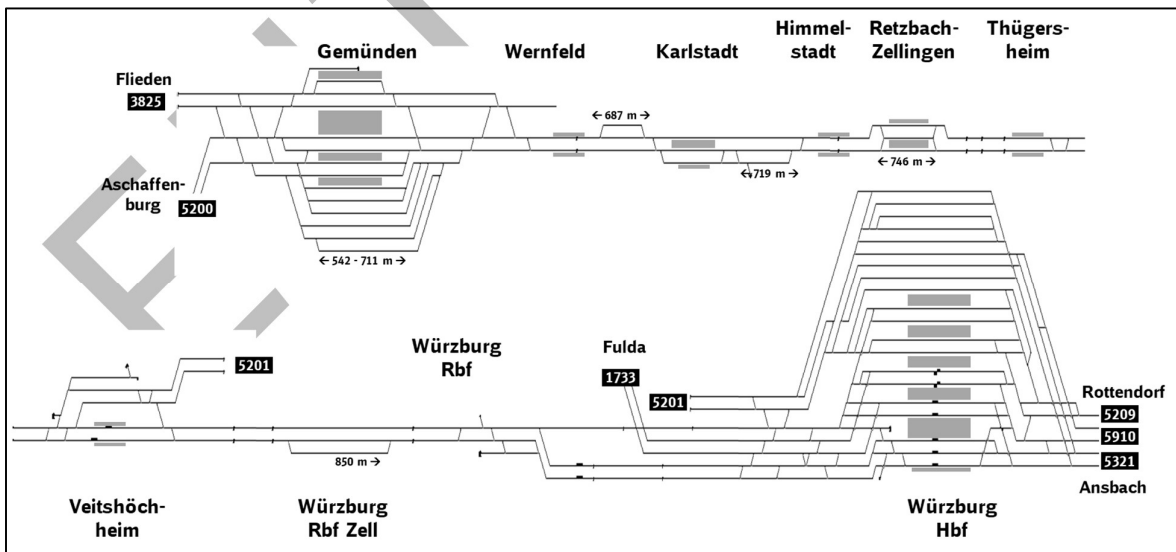 Gemünden
Wernfeld
Karlstadt
Himmel-
stadt
Retzbach-
Zellingen
Thügers-
heim
Flieden
3825
← 687 m →
Aschaffen-
burg
5200
←719 m →
← 746 m →
← 542 - 711 m →
5201
Würzburg
Rbf
Fulda
1733
5201
Rottendorf
5209
5910
5321
Ansbach
850 m →
Veitshöch-
heim
Würzburg
Rbf Zell
Würzburg
Hbf